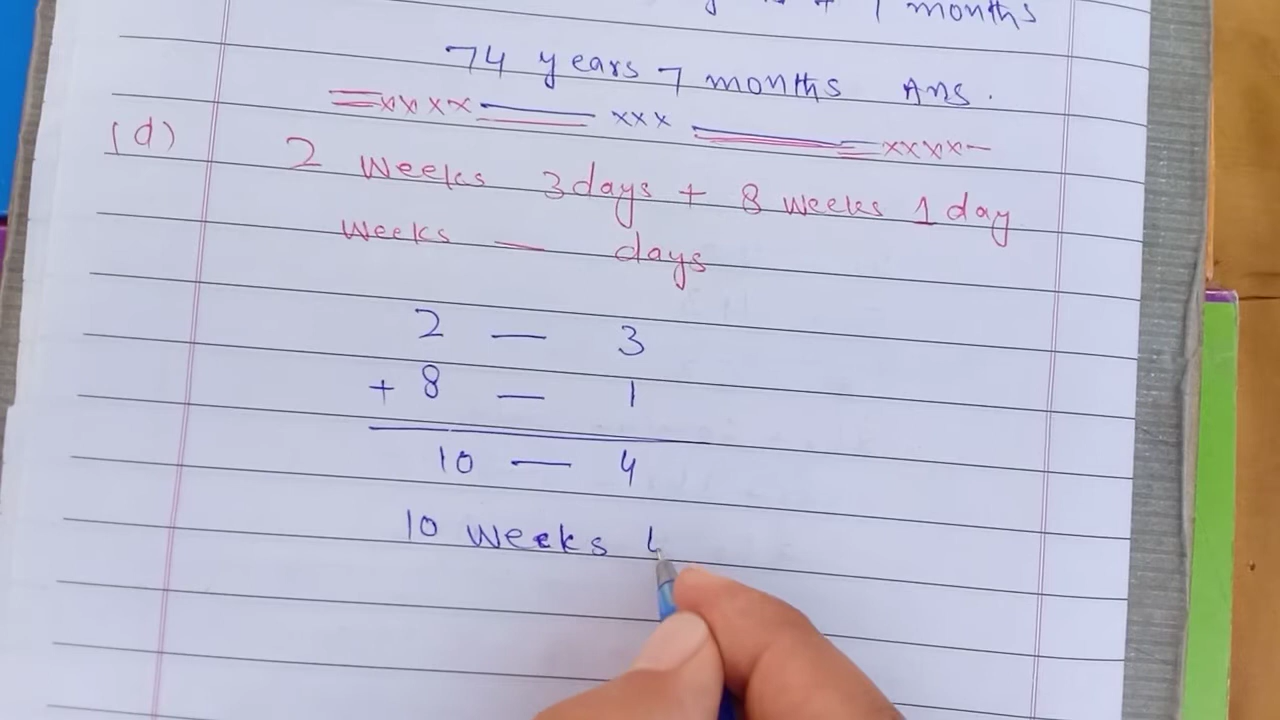 1 months
74 years 7 months Ans.
=xxxx == xxx == xxxx-
(d) 2 Weeks 3days + 8 weeks 1 day
Weeks — days
2 — 3
+ 8 — 1
10 — 4
10 weeks